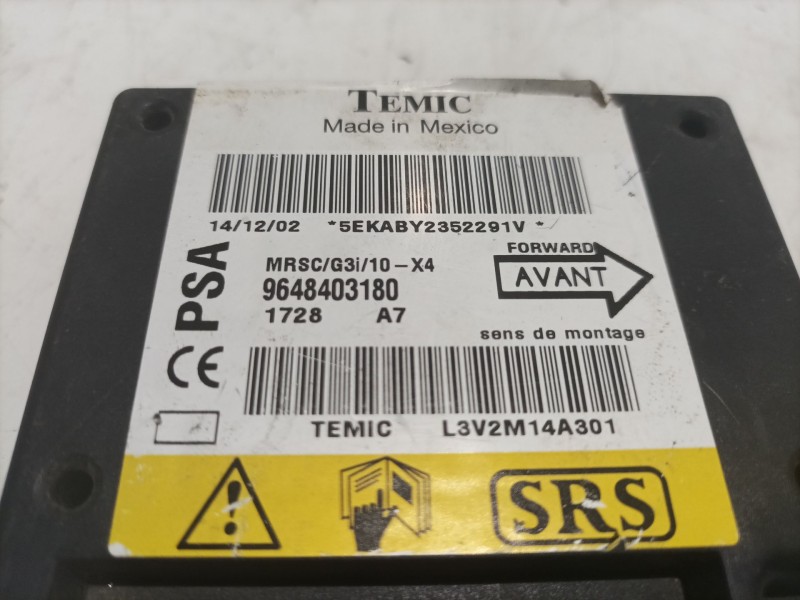 TEMIC
Made in Mexico
14/12/02 *5EKABY2352291V *
PSA
MRSC/G3i/10-X4
9648403180
1728 A7
FORWARD
AVANT
sens de montage
CE
TEMIC L3V2M14A301
!
SRS